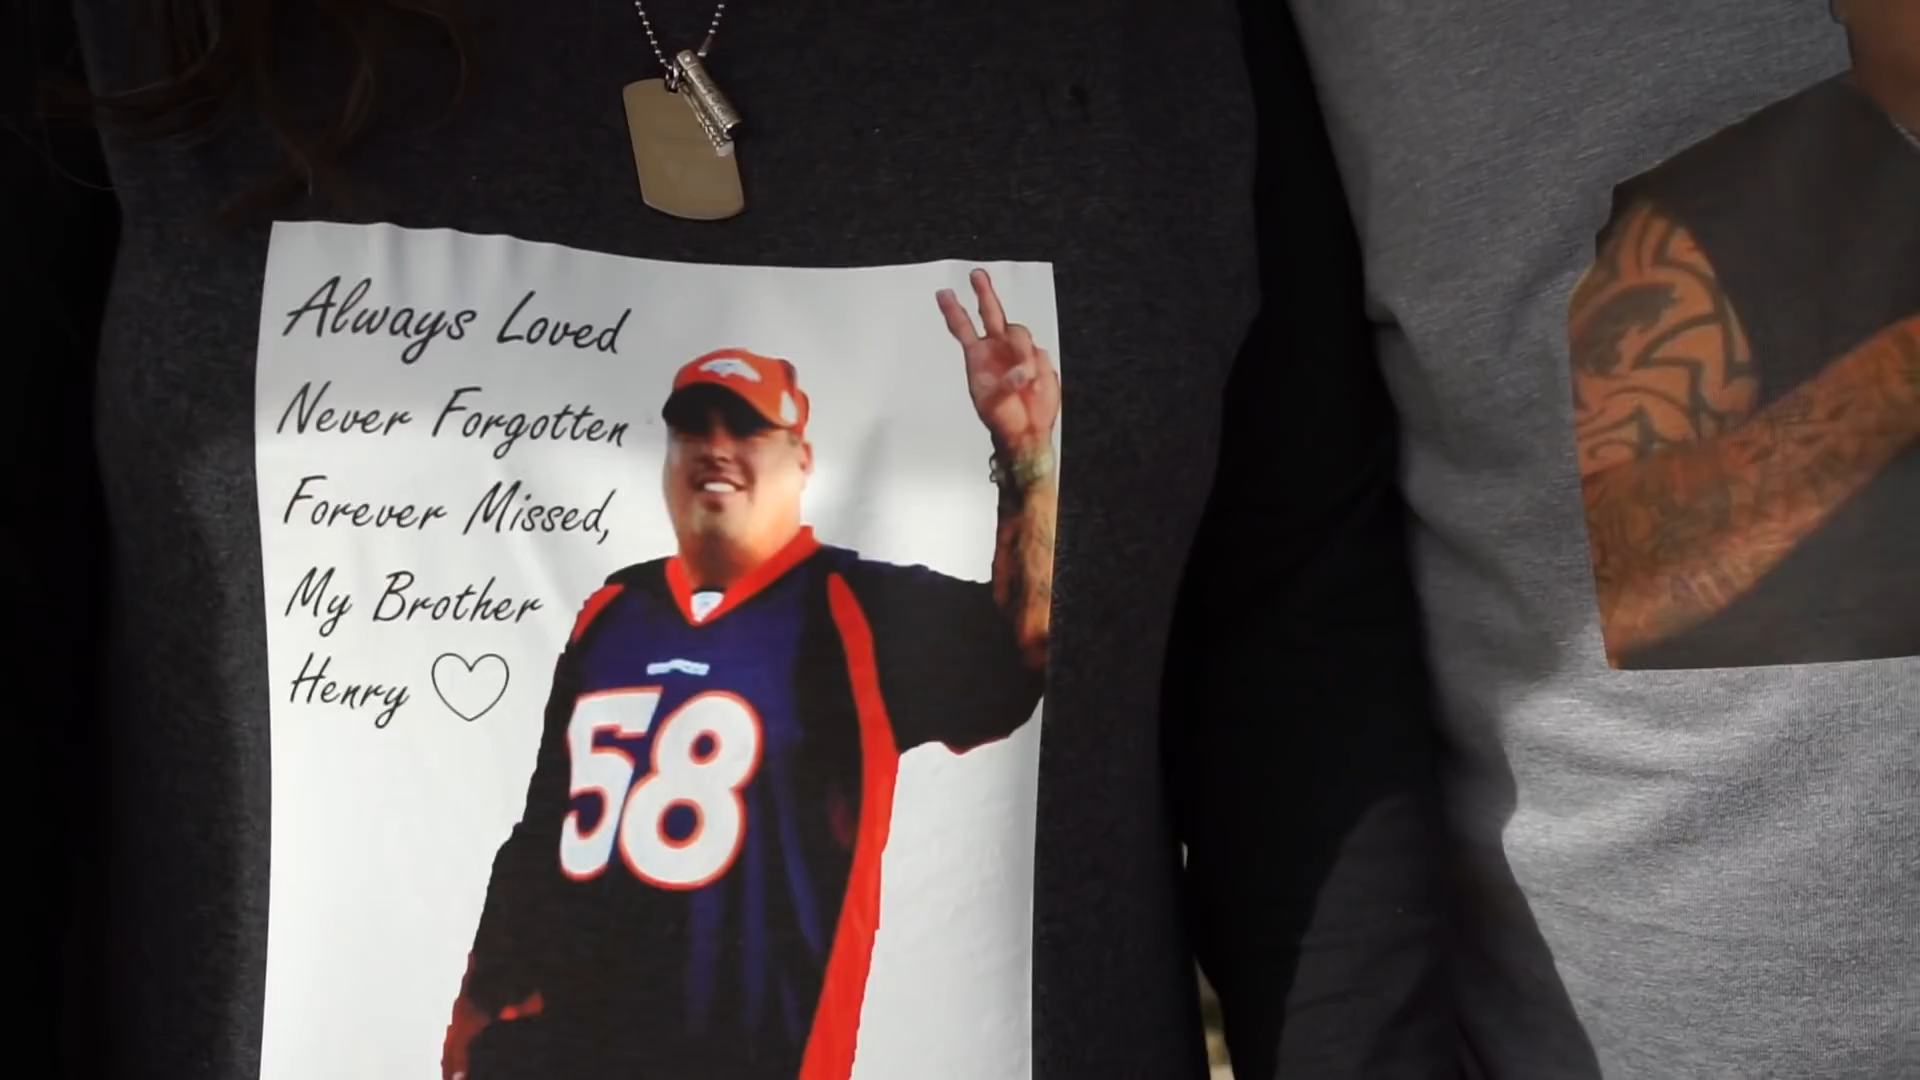 Always Loved
Never Forgotten
Forever Missed,
My Brother
Henry
58